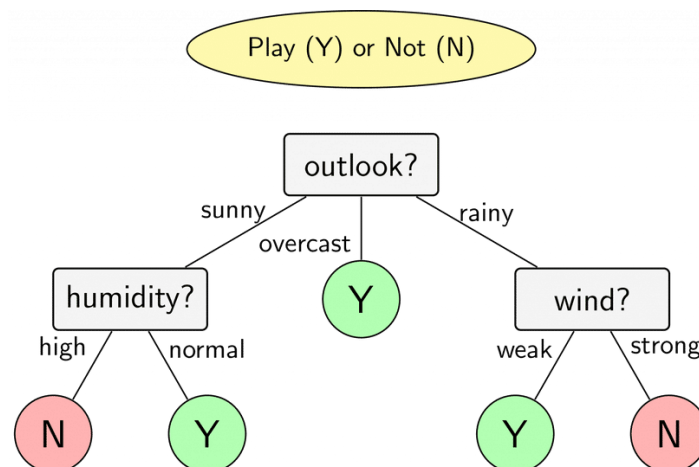 Play (Y) or Not (N)
outlook?
sunny
overcast
rainy
humidity?
Y
wind?
high
normal
weak
strong
N
Y
Y
N